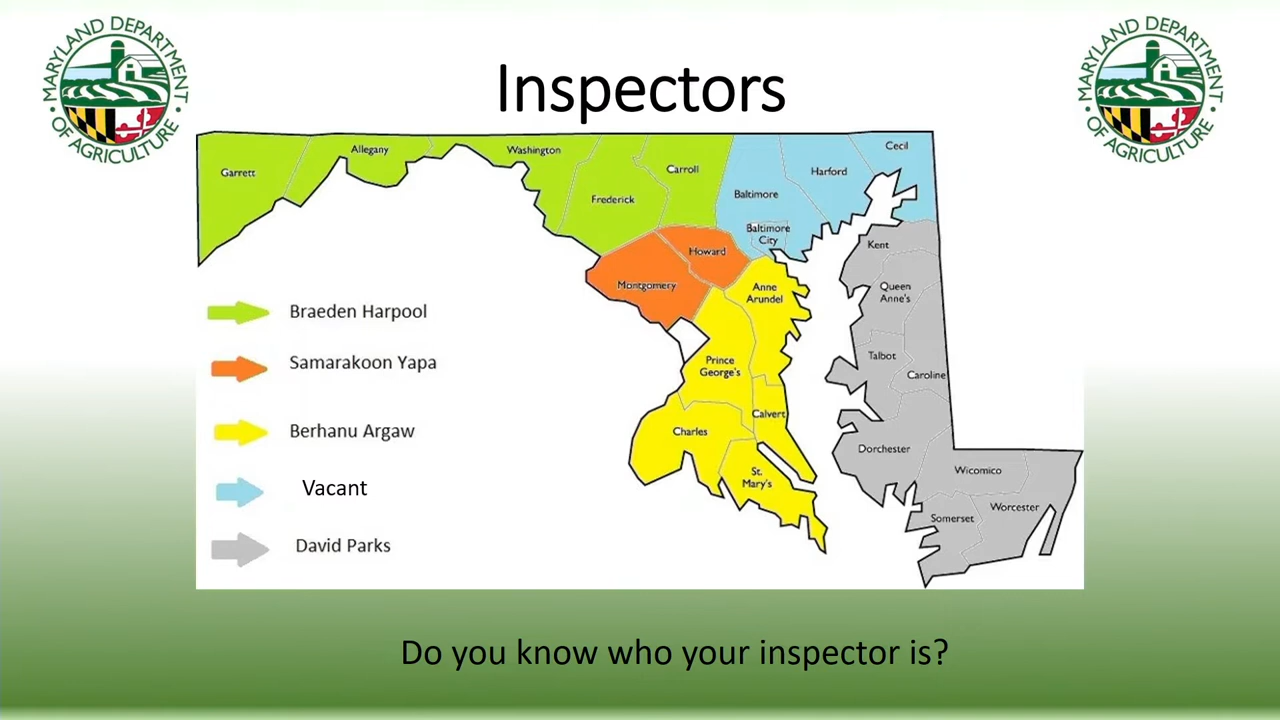 MARYLAND DEPARTMENT
• OF AGRICULTURE •
MARYLAND DEPARTMENT
• OF AGRICULTURE •
Inspectors
Garrett
Allegany
Washington
Frederick
Carroll
Baltimore
Harford
Cecil
Baltimore
City
Howard
Montgomery
Anne
Arundel
Kent
Queen
Anne's
Talbot
Caroline
Prince
George's
Calvert
Charles
St.
Mary's
Dorchester
Wicomico
Somerset
Worcester
Braeden Harpool
Samarakoon Yapa
Berhanu Argaw
Vacant
David Parks
Do you know who your inspector is?